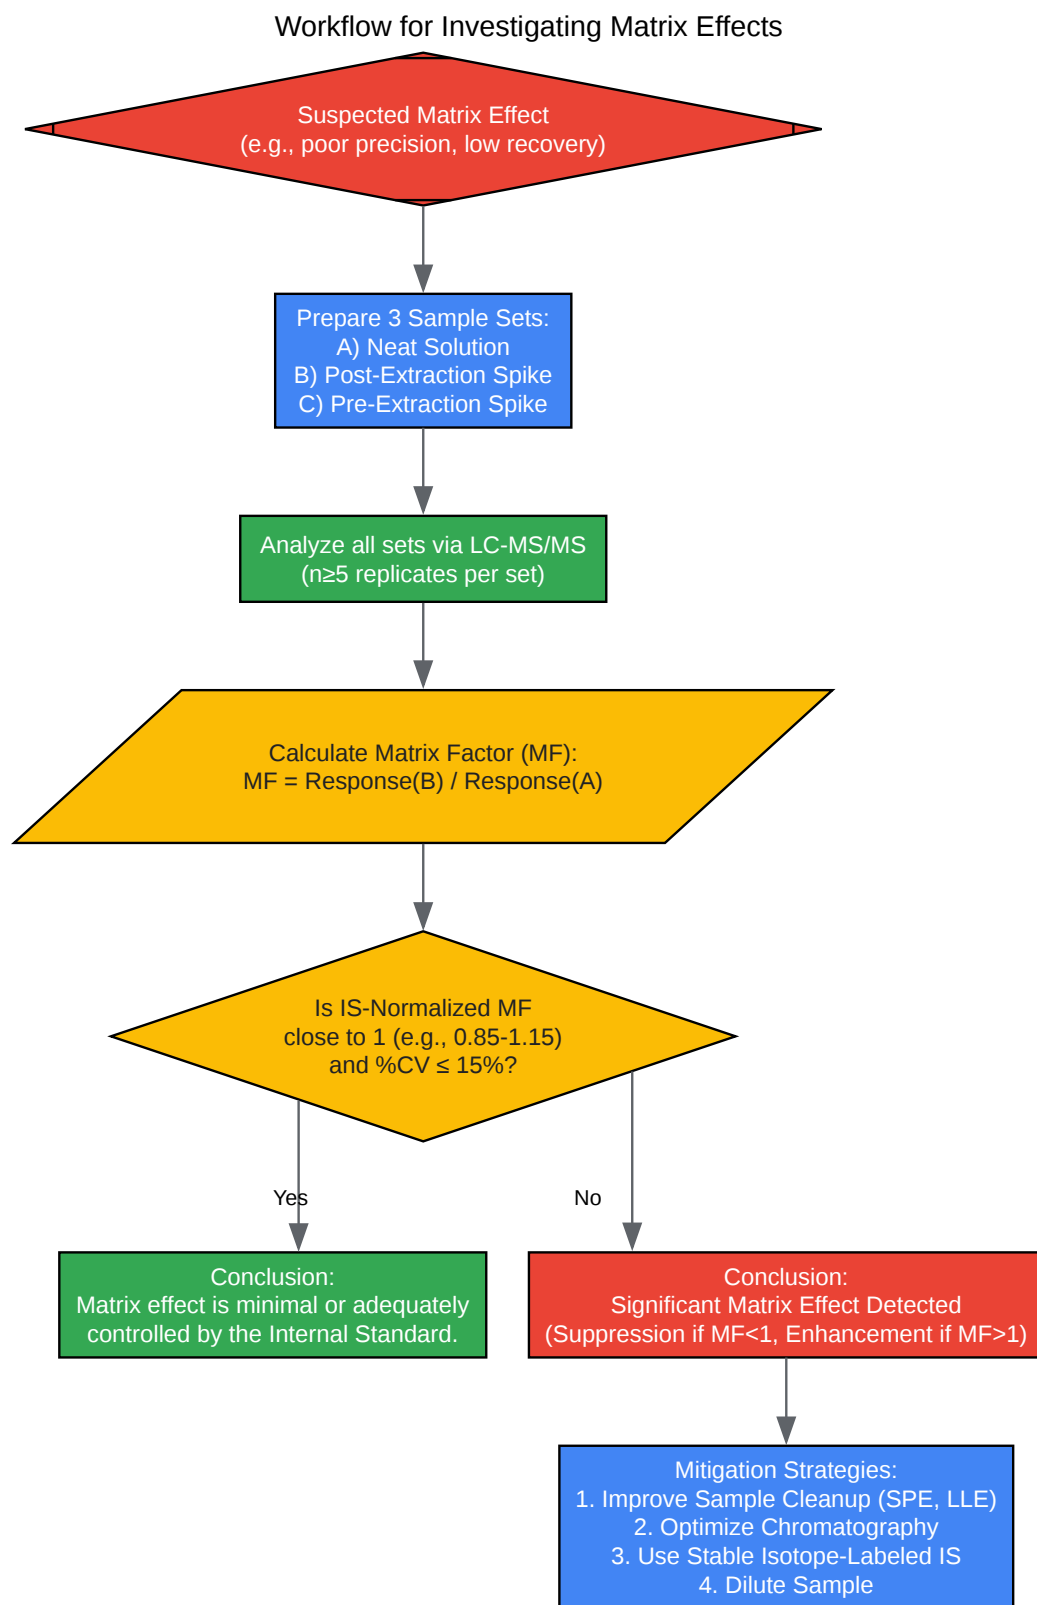 Workflow for Investigating Matrix Effects
Suspected Matrix Effect
(e.g., poor precision, low recovery)
Prepare 3 Sample Sets:
A) Neat Solution
B) Post-Extraction Spike
C) Pre-Extraction Spike
Analyze all sets via LC-MS/MS
(n≥5 replicates per set)
Calculate Matrix Factor (MF):
MF = Response(B) / Response(A)
Is IS-Normalized MF
close to 1 (e.g., 0.85-1.15)
and %CV ≤ 15%?
Yes
No
Conclusion:
Matrix effect is minimal or adequately
controlled by the Internal Standard.
Conclusion:
Significant Matrix Effect Detected
(Suppression if MF<1, Enhancement if MF>1)
Mitigation Strategies:
1. Improve Sample Cleanup (SPE, LLE)
2. Optimize Chromatography
3. Use Stable Isotope-Labeled IS
4. Dilute Sample